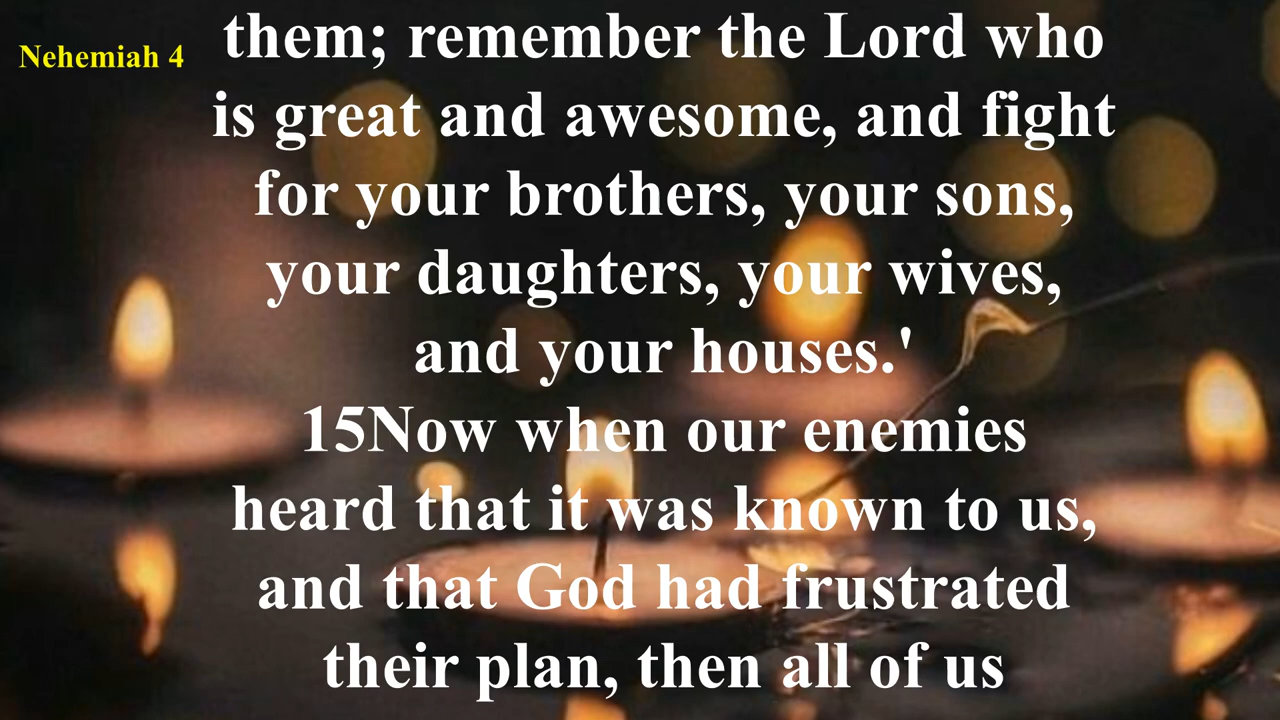 Nehemiah 4
them; remember the Lord who
is great and awesome, and fight
for your brothers, your sons,
your daughters, your wives,
and your houses.'
15Now when our enemies
heard that it was known to us,
and that God had frustrated
their plan, then all of us